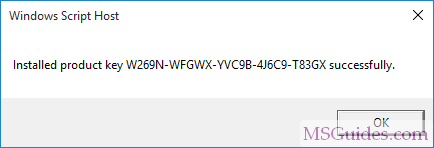 Windows Script Host
Installed product key W269N-WFGWX-YVC9B-4J6C9-T83GX successfully.
OK
MSGuides.com